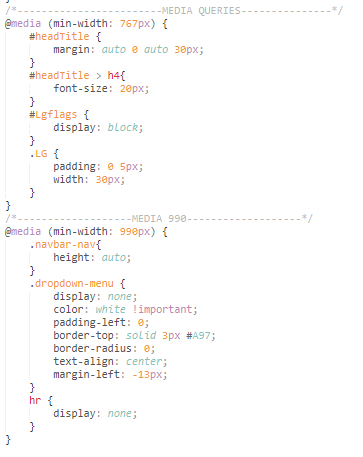 /*-----------------------MEDIA QUERIES--------------*/
@media (min-width: 767px) {
#headTitle {
margin: auto 0 auto 30px;
}
#headTitle > h4{
font-size: 20px;
}
#Lgflags {
display: block;
}
.LG {
padding: 0 5px;
width: 30px;
}
}
/*------------------MEDIA 990------------------*/
@media (min-width: 990px) {
.navbar-nav{
height: auto;
}
.dropdown-menu {
display: none;
color: white !important;
padding-left: 0;
border-top: solid 3px #A97;
border-radius: 0;
text-align: center;
margin-left: -13px;
}
hr {
display: none;
}
}